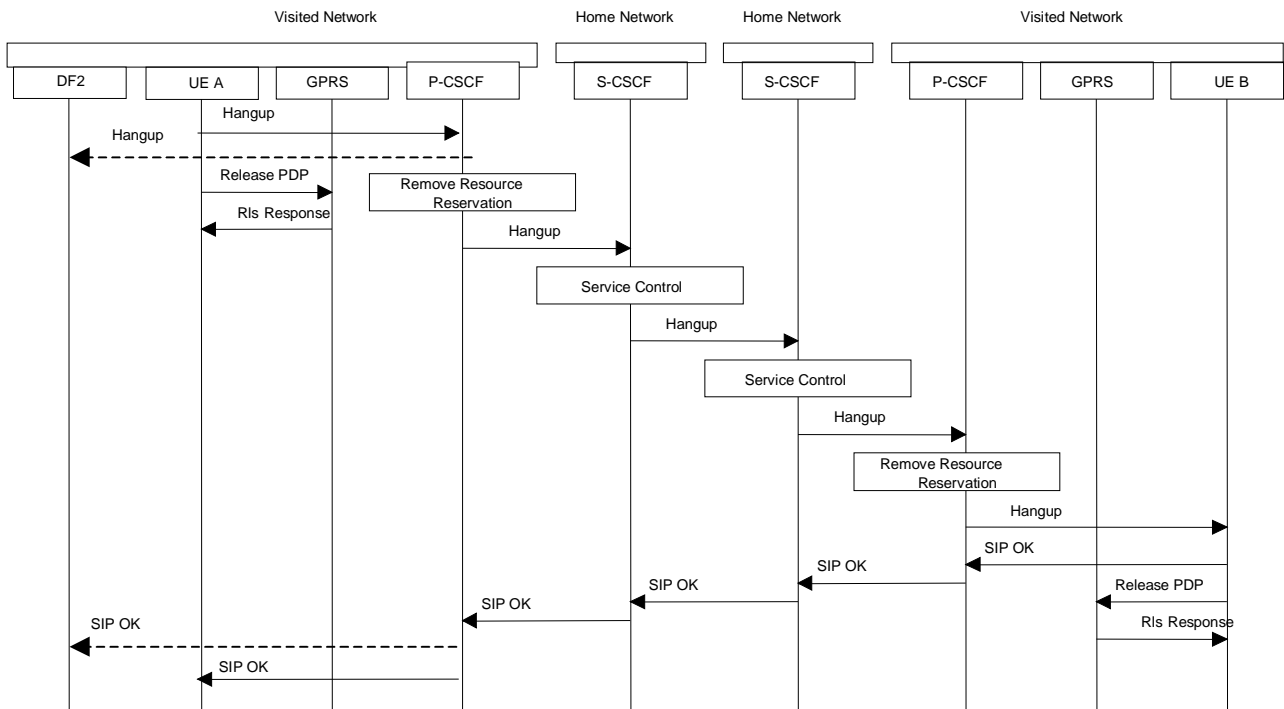 Visited Network
Home Network
Home Network
Visited Network
DF2
UE A
GPRS
P-CSCF
S-CSCF
S-CSCF
P-CSCF
GPRS
UE B
Hangup
Hangup
Release PDP
Remove Resource
Reservation
Rls Response
Hangup
Service Control
Hangup
Service Control
Hangup
Remove Resource
Reservation
Hangup
SIP OK
SIP OK
SIP OK
Release PDP
SIP OK
SIP OK
Rls Response
SIP OK